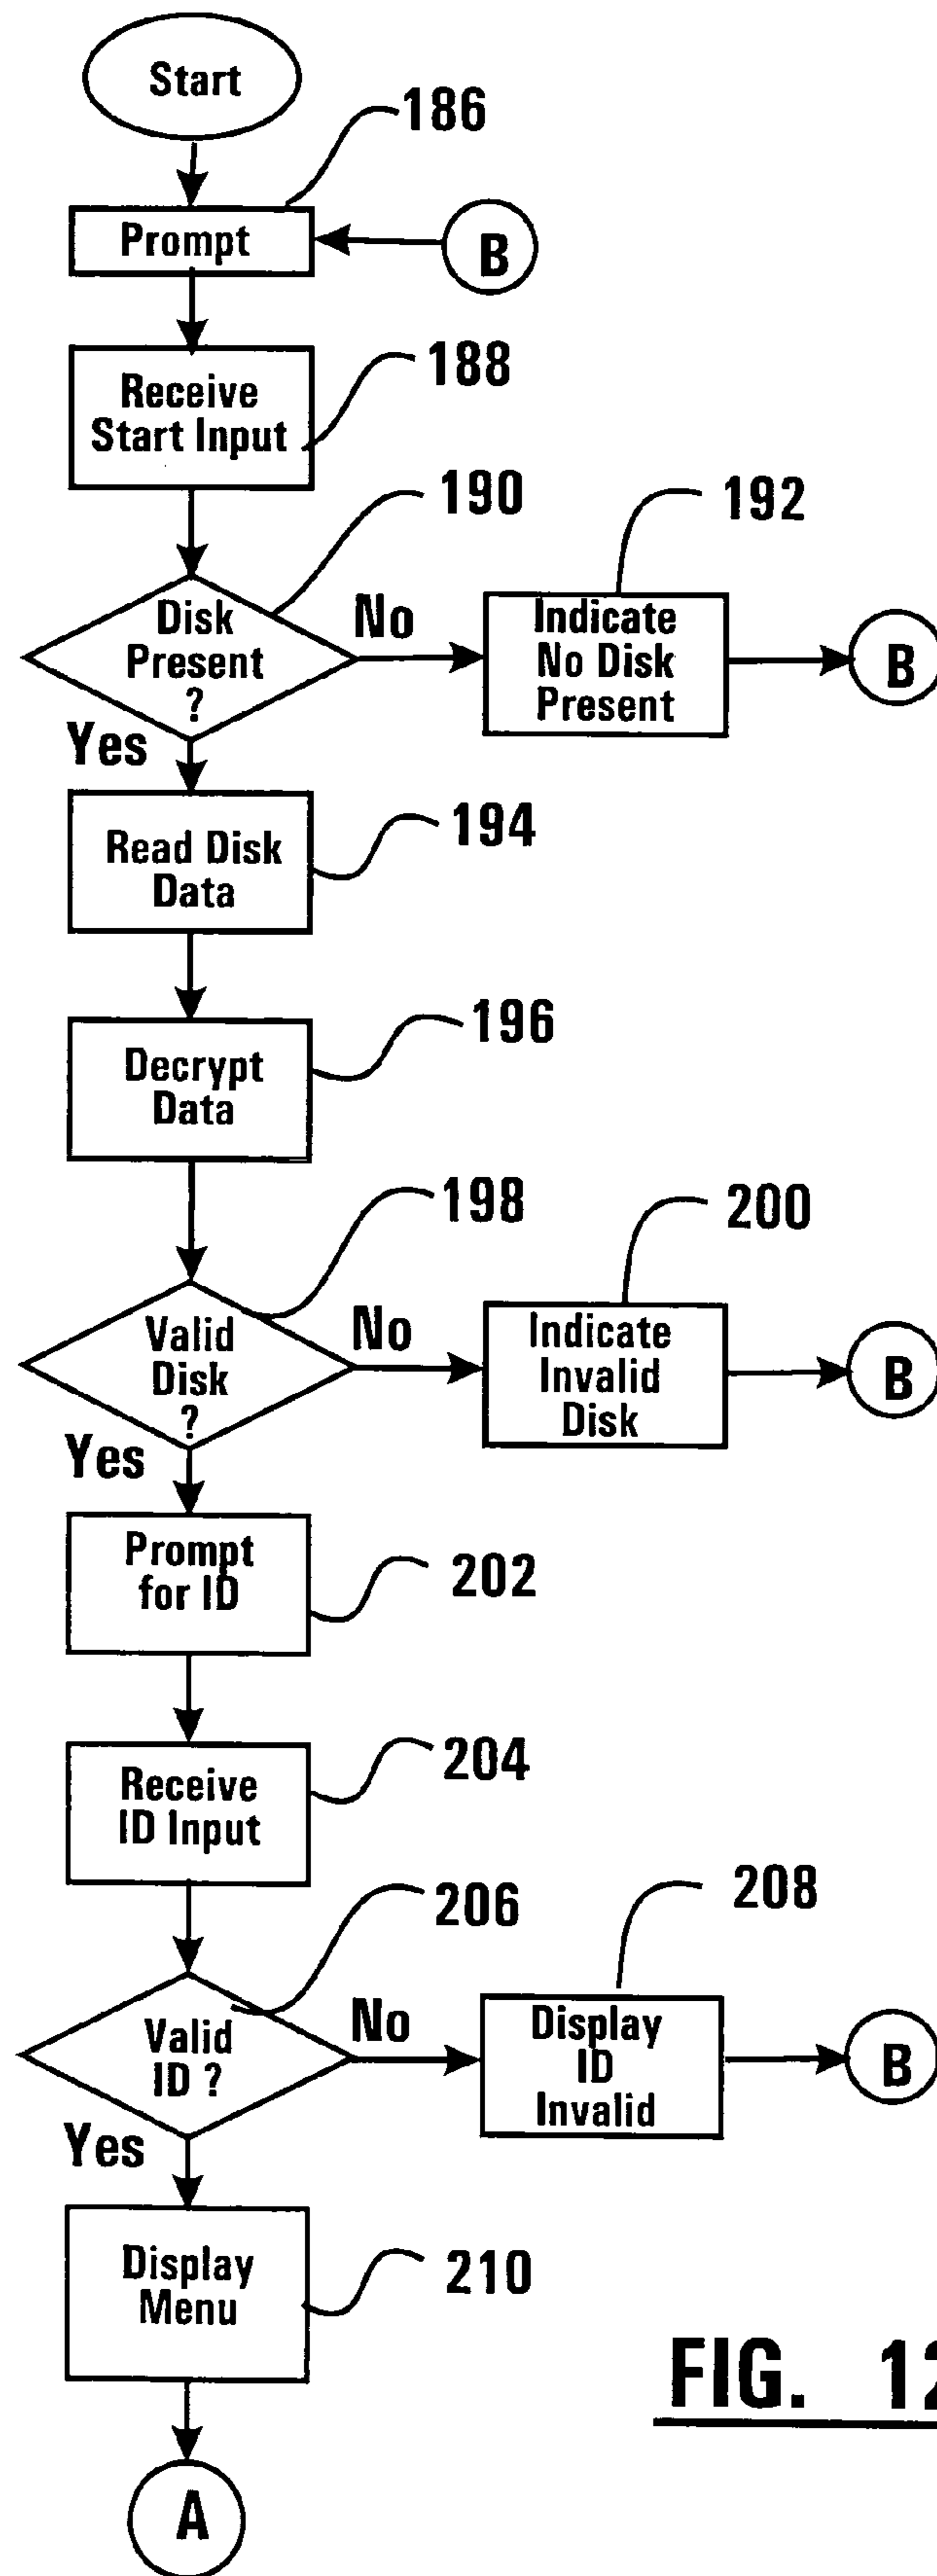 Start
186
Prompt
B
Receive
Start Input
188
190
Disk
Present
?
No
192
Indicate
No Disk
Present
B
Yes
Read Disk
Data
194
Decrypt
Data
196
198
Valid
Disk
?
No
200
Indicate
Invalid
Disk
B
Yes
Prompt
for ID
202
Receive
ID Input
204
206
Valid
ID ?
No
208
Display
ID
Invalid
B
Yes
Display
Menu
210
FIG. 12
A